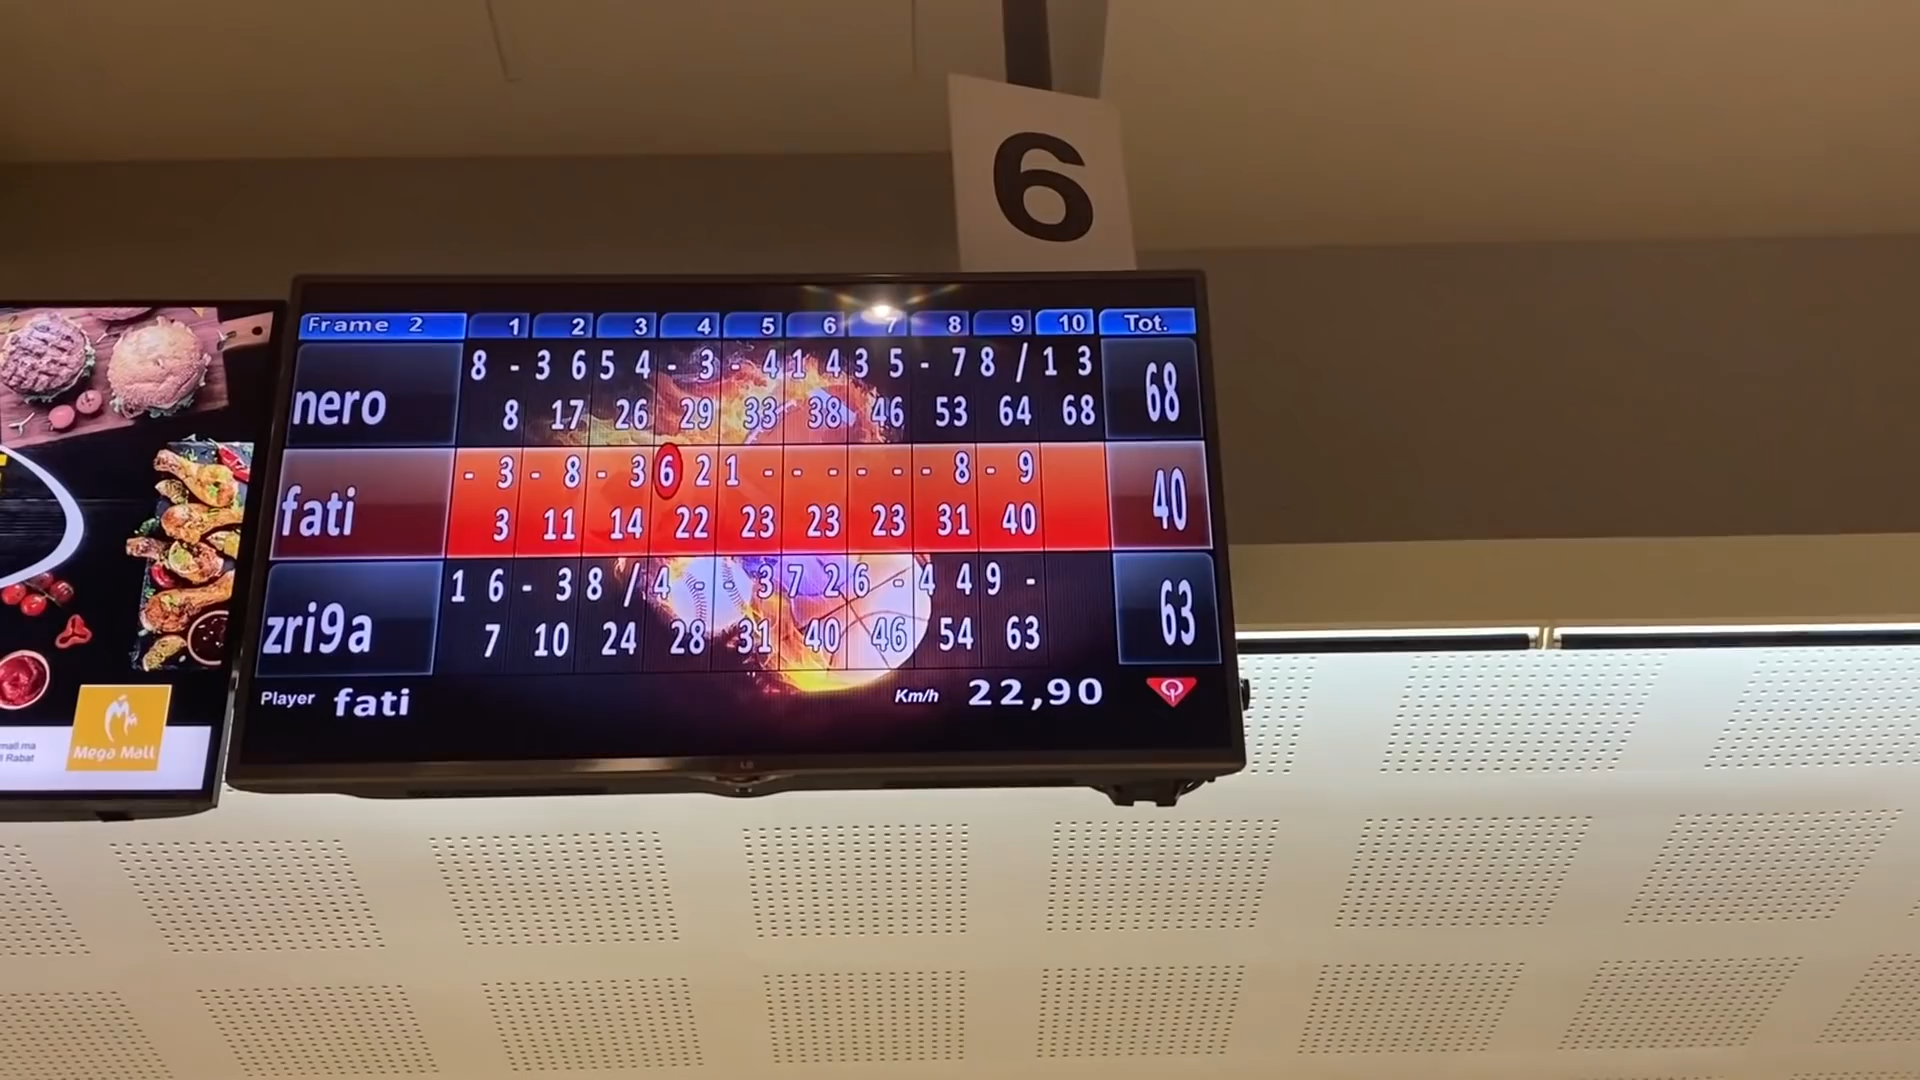 6
Frame 2 1 2 3 4 5 6 7 8 9 10 Tot.
8 - 3 6 5 4 - 3 - 4 1 4 3 5 - 7 8 / 1 3
nero 8 17 26 29 33 38 46 53 64 68 68
- 3 - 8 - 3 6 2 1 - - - - - - 8 - 9
fati 3 11 14 22 23 23 23 31 40 40
1 6 - 3 8 / 4 - - 3 7 2 6 - 4 4 9 -
zri9a 7 10 24 28 31 40 46 54 63 63
Player fati Km/h 22,90
LG
Mega Mall
mall.ma
Rabat